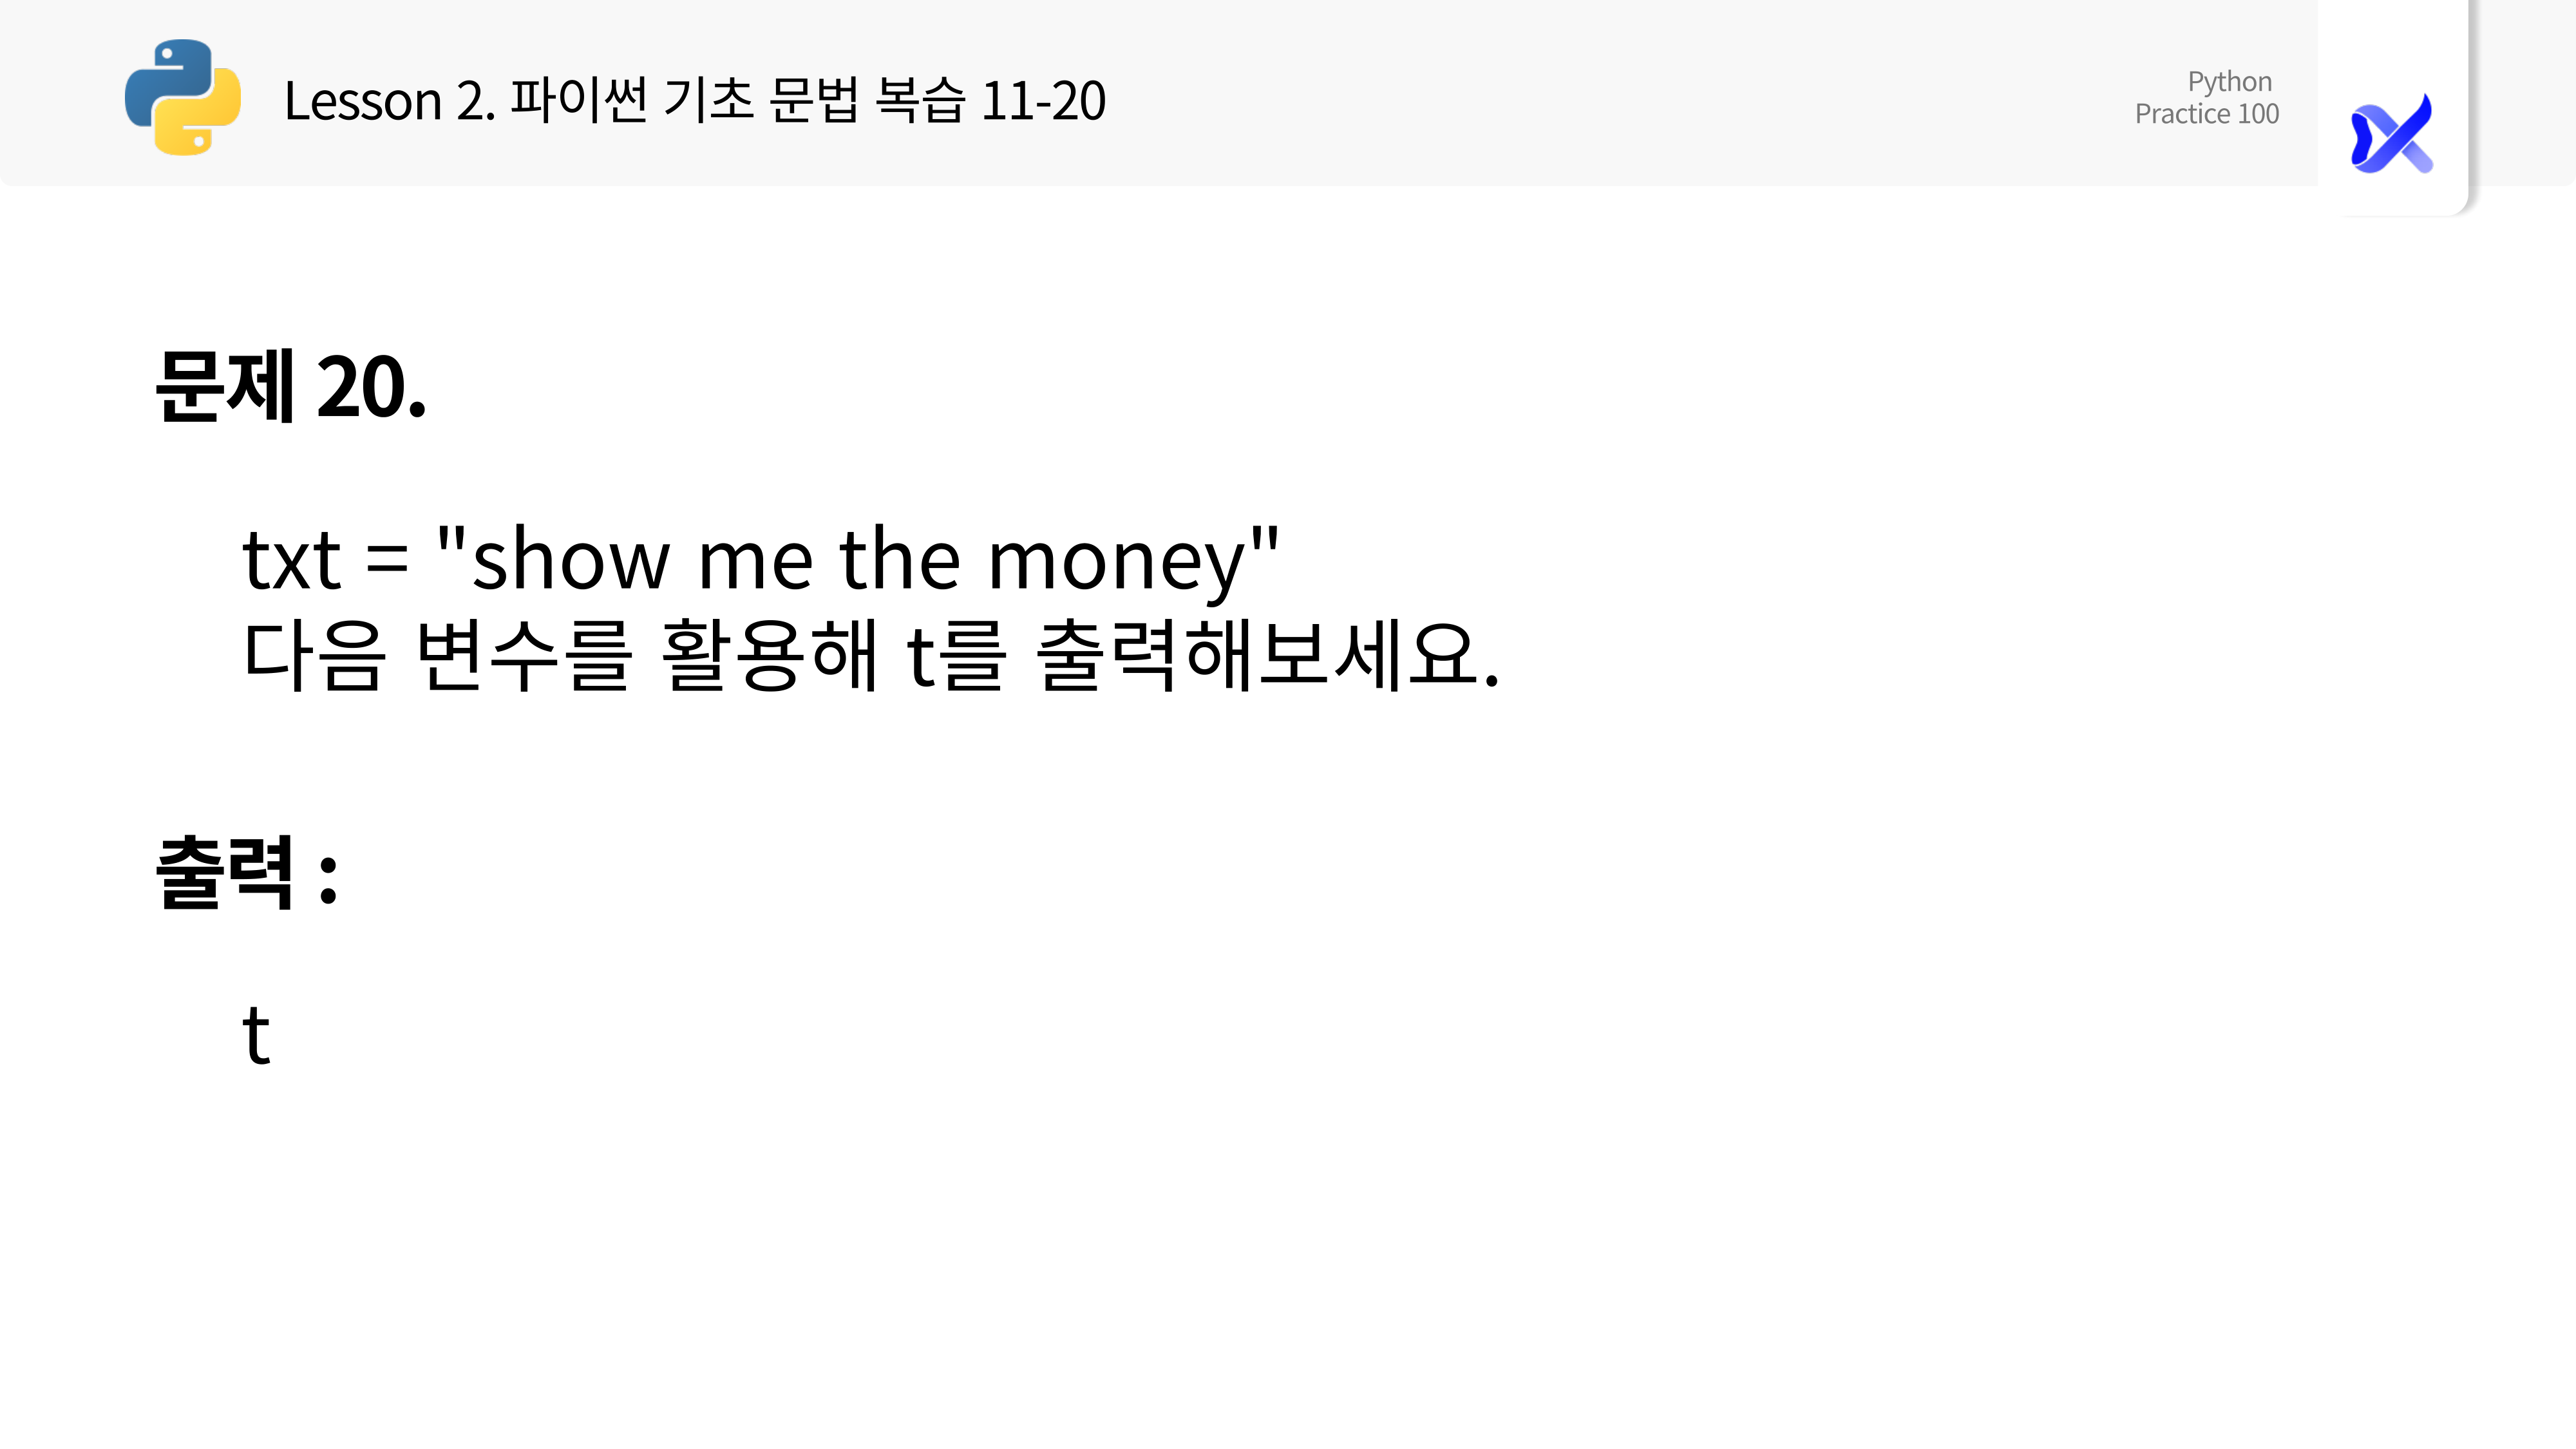 Lesson 2. 파이썬 기초 문법 복습 11-20
Python
Practice 100
문제 20.
txt = "show me the money"
다음 변수를 활용해 t를 출력해보세요.
출력 :
t